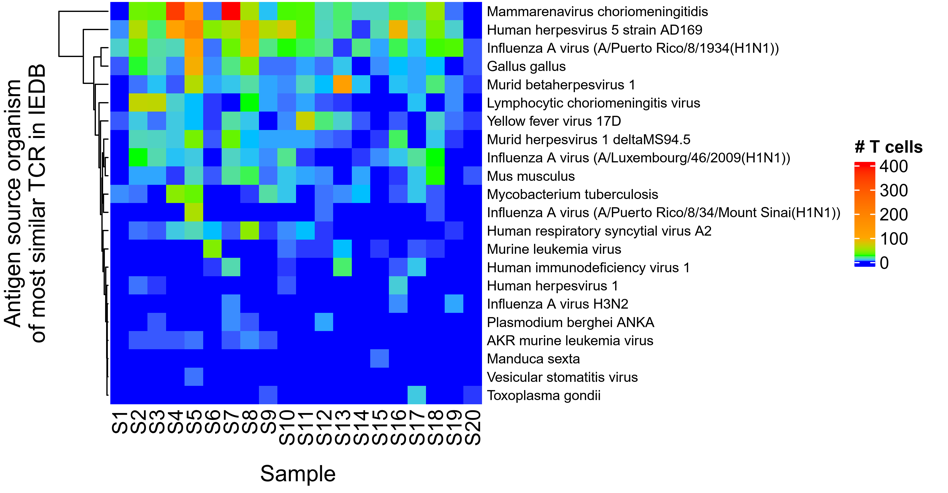 Antigen source organism
of most similar TCR in IEDB
Mammarenavirus choriomeningitidis
Human herpesvirus 5 strain AD169
Influenza A virus (A/Puerto Rico/8/1934(H1N1))
Gallus gallus
Murid betaherpesvirus 1
Lymphocytic choriomeningitis virus
Yellow fever virus 17D
Murid herpesvirus 1 deltaMS94.5
Influenza A virus (A/Luxembourg/46/2009(H1N1))
Mus musculus
Mycobacterium tuberculosis
Influenza A virus (A/Puerto Rico/8/34/Mount Sinai(H1N1))
Human respiratory syncytial virus A2
Murine leukemia virus
Human immunodeficiency virus 1
Human herpesvirus 1
Influenza A virus H3N2
Plasmodium berghei ANKA
AKR murine leukemia virus
Manduca sexta
Vesicular stomatitis virus
Toxoplasma gondii
S1 S2 S3 S4 S5 S6 S7 S8 S9 S10 S11 S12 S13 S14 S15 S16 S17 S18 S19 S20
Sample
# T cells
400
300
200
100
0